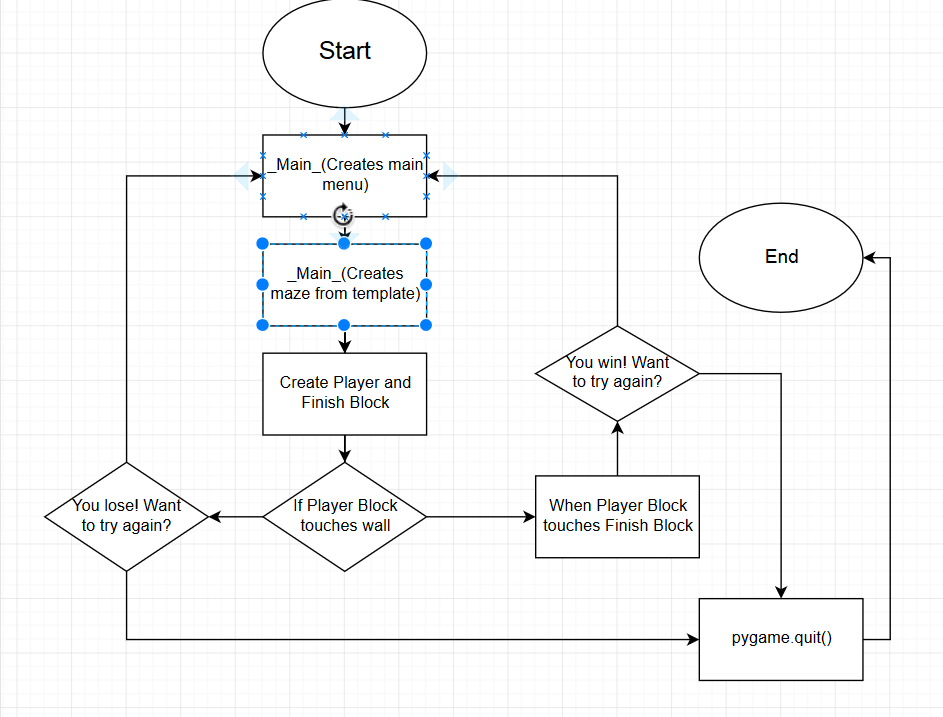 Start
_Main_(Creates main
menu)
_Main_(Creates
maze from template)
End
Create Player and
Finish Block
You win! Want
to try again?
You lose! Want
to try again?
If Player Block
touches wall
When Player Block
touches Finish Block
pygame.quit()